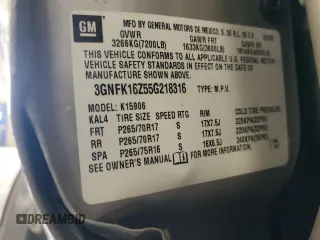 GM
MFD BY GENERAL MOTORS DE MEXICO, S. DE R.L. DE C.V.
GVWR GAWR FRT GAWR RR
3266KG(7200LB) 1633KG(3600LB)
THIS VEHICLE CONFORMS TO ALL APPLICABLE U.S. FEDERAL MOTOR
VEHICLE SAFETY STANDARDS IN EFFECT ON THE DATE OF
MANUFACTURE SHOWN ABOVE.
3GNFK16Z55G218316 TYPE: M.P.V.
MODEL: K15906
KAL4 TIRE SIZE SPEED RTG RIM COLD TIRE
FRT P265/70R17 S 17X7.5J
RR P265/70R17 S 17X7.5J
SPA P265/75R16 S 16X6.5J
SEE OWNER'S MANUAL FOR MORE INFORMATION.
DREAMBID